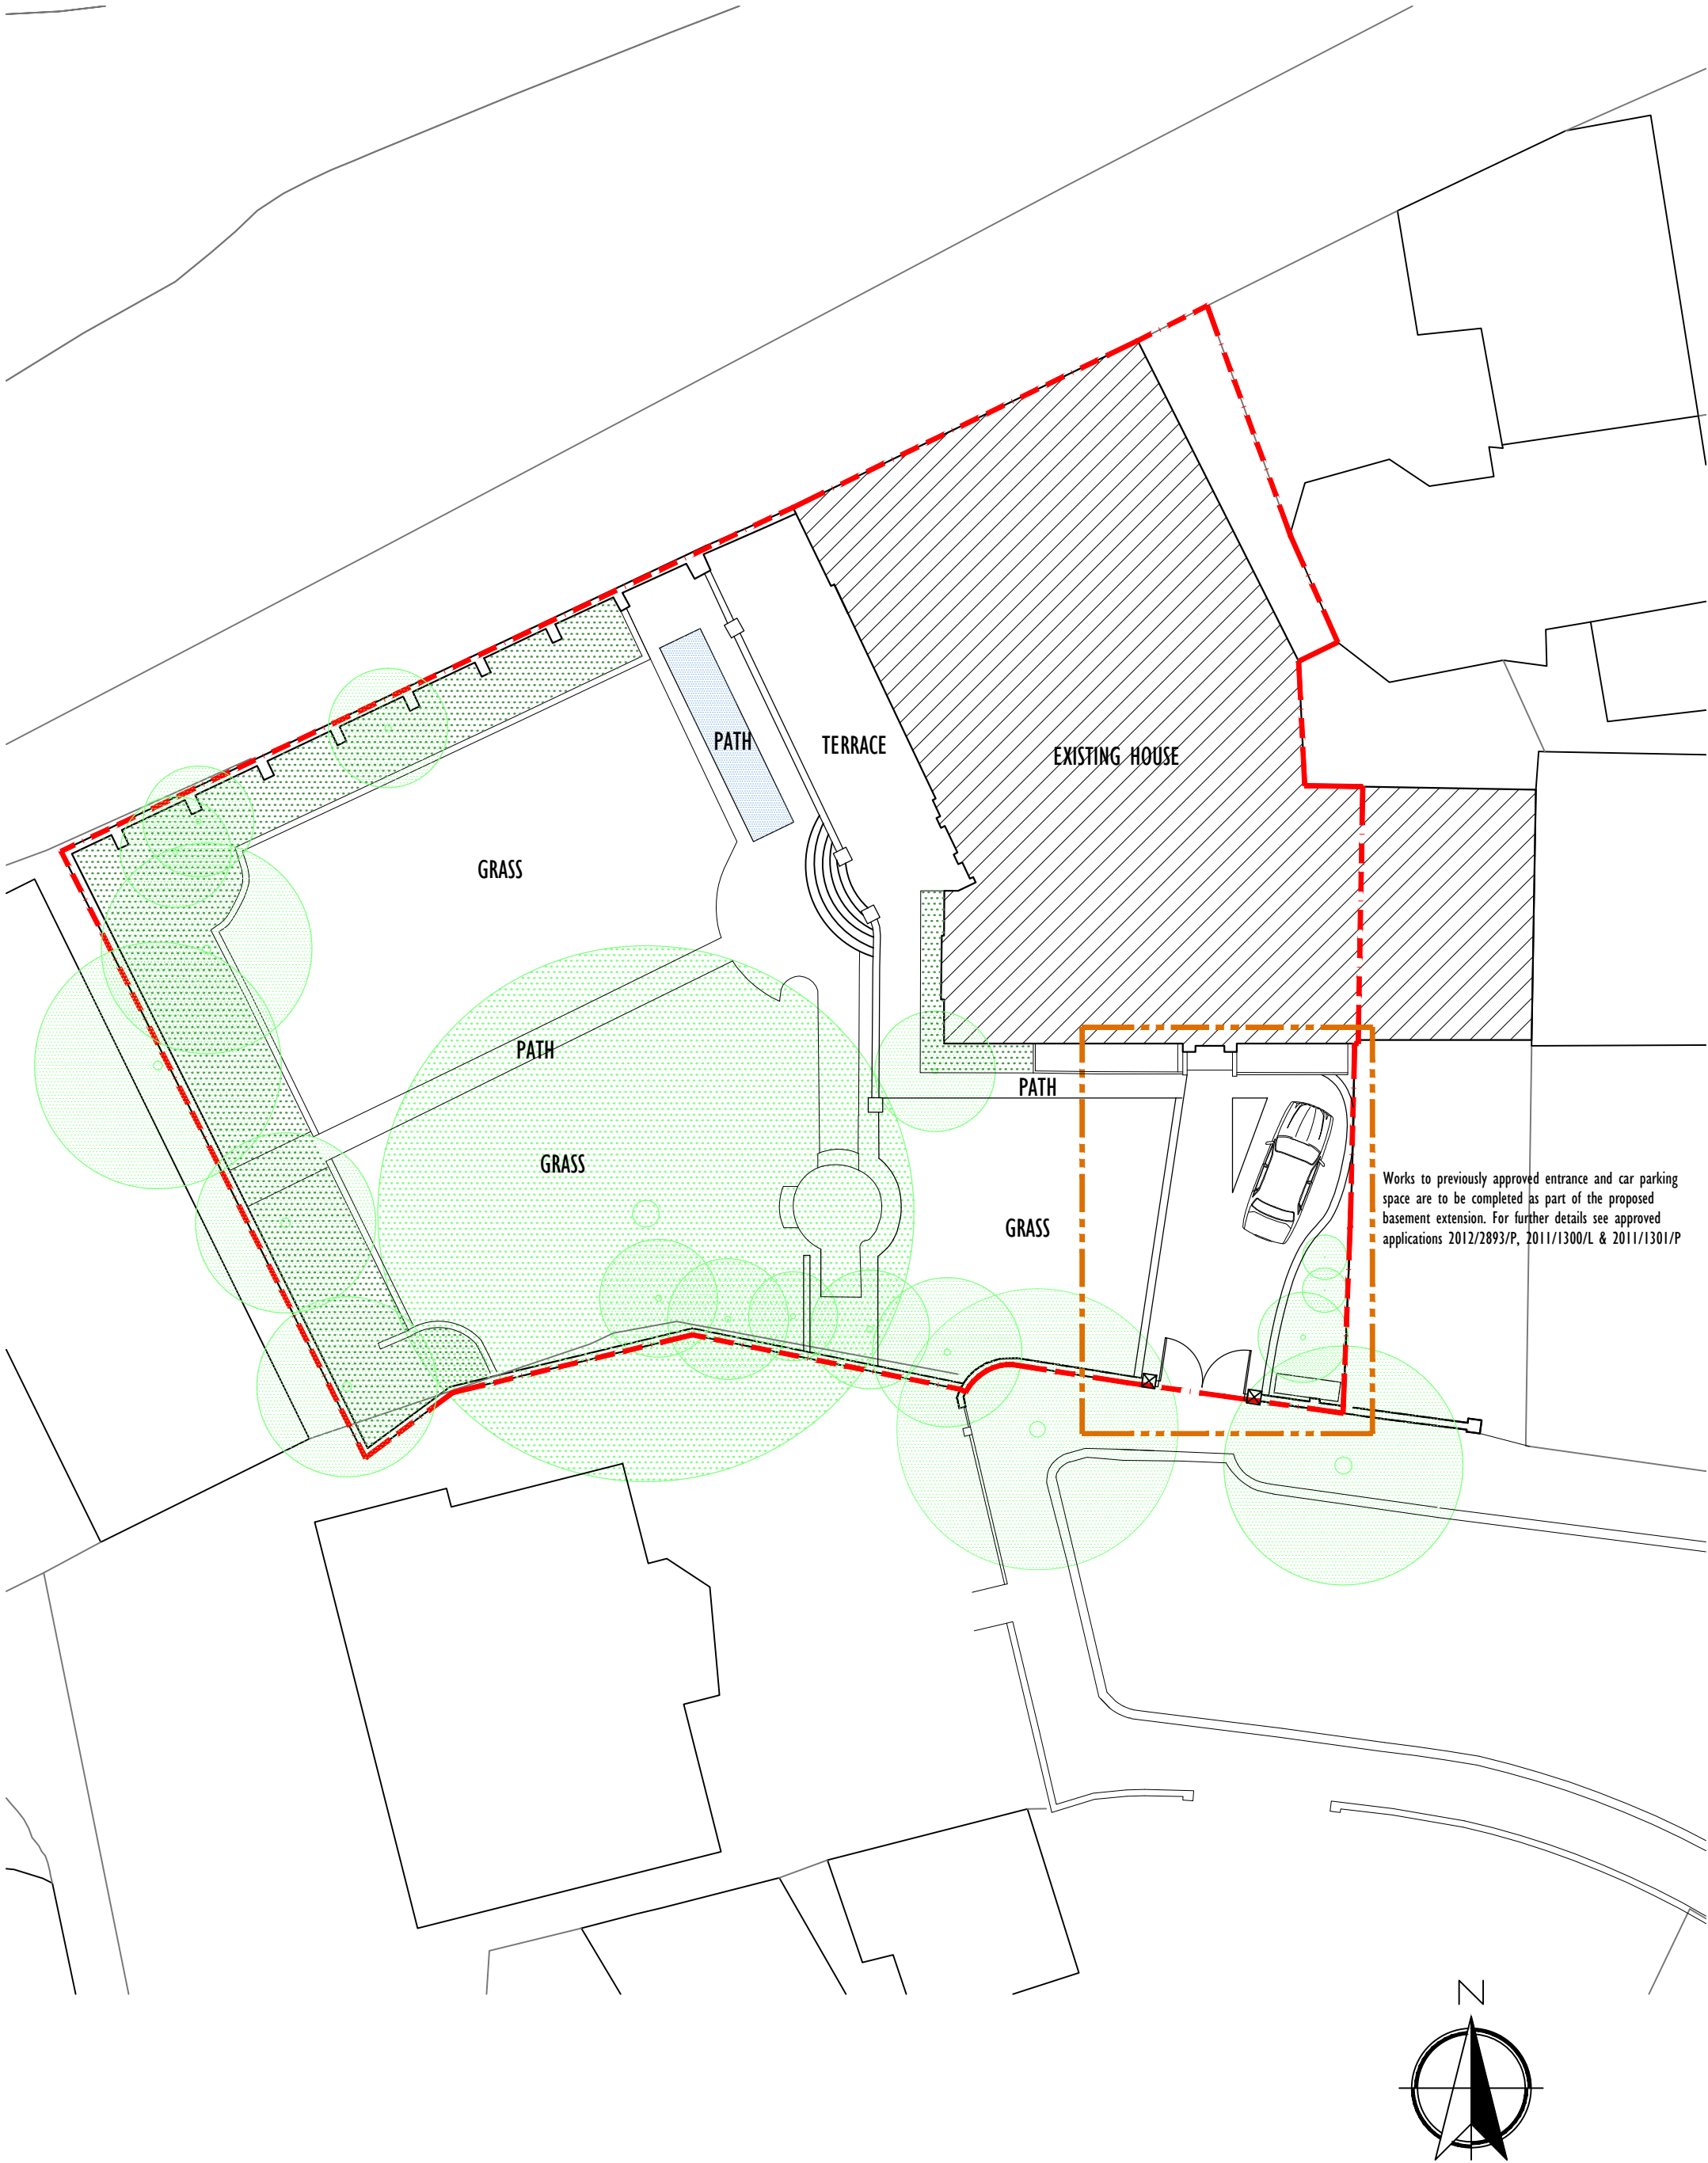 PATH
TERRACE
EXISTING HOUSE
GRASS
PATH
PATH
GRASS
GRASS
Works to previously approved entrance and car parking
space are to be completed as part of the proposed
basement extension. For further details see approved
applications 2012/2893/P, 2011/1300/L & 2011/1301/P
N